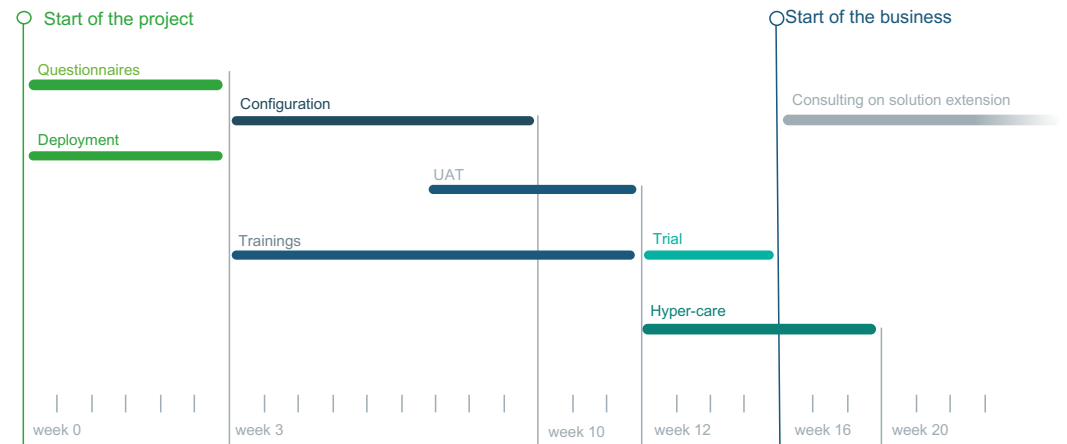 Start of the project
Start of the business
Questionnaires
Configuration
Consulting on solution extension
Deployment
UAT
Trainings
Trial
Hyper-care
week 0
week 3
week 10
week 12
week 16
week 20